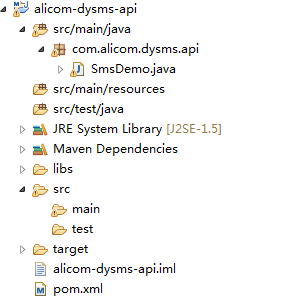 alicom-dysms-api
src/main/java
com.alicom.dysms.api
SmsDemo.java
src/main/resources
src/test/java
JRE System Library [J2SE-1.5]
Maven Dependencies
libs
src
main
test
target
alicom-dysms-api.iml
pom.xml